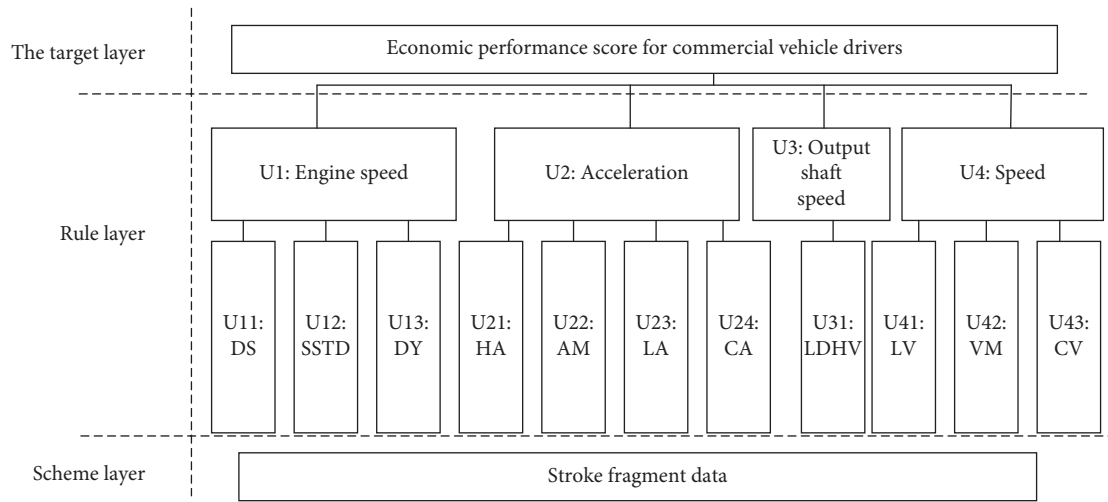 The target layer
Economic performance score for commercial vehicle drivers
Rule layer
U1: Engine speed
U2: Acceleration
U3: Output
shaft
speed
U4: Speed
U11:
DS
U12:
SSTD
U13:
DY
U21:
HA
U22:
AM
U23:
LA
U24:
CA
U31:
LDHV
U41:
LV
U42:
VM
U43:
CV
Scheme layer
Stroke fragment data